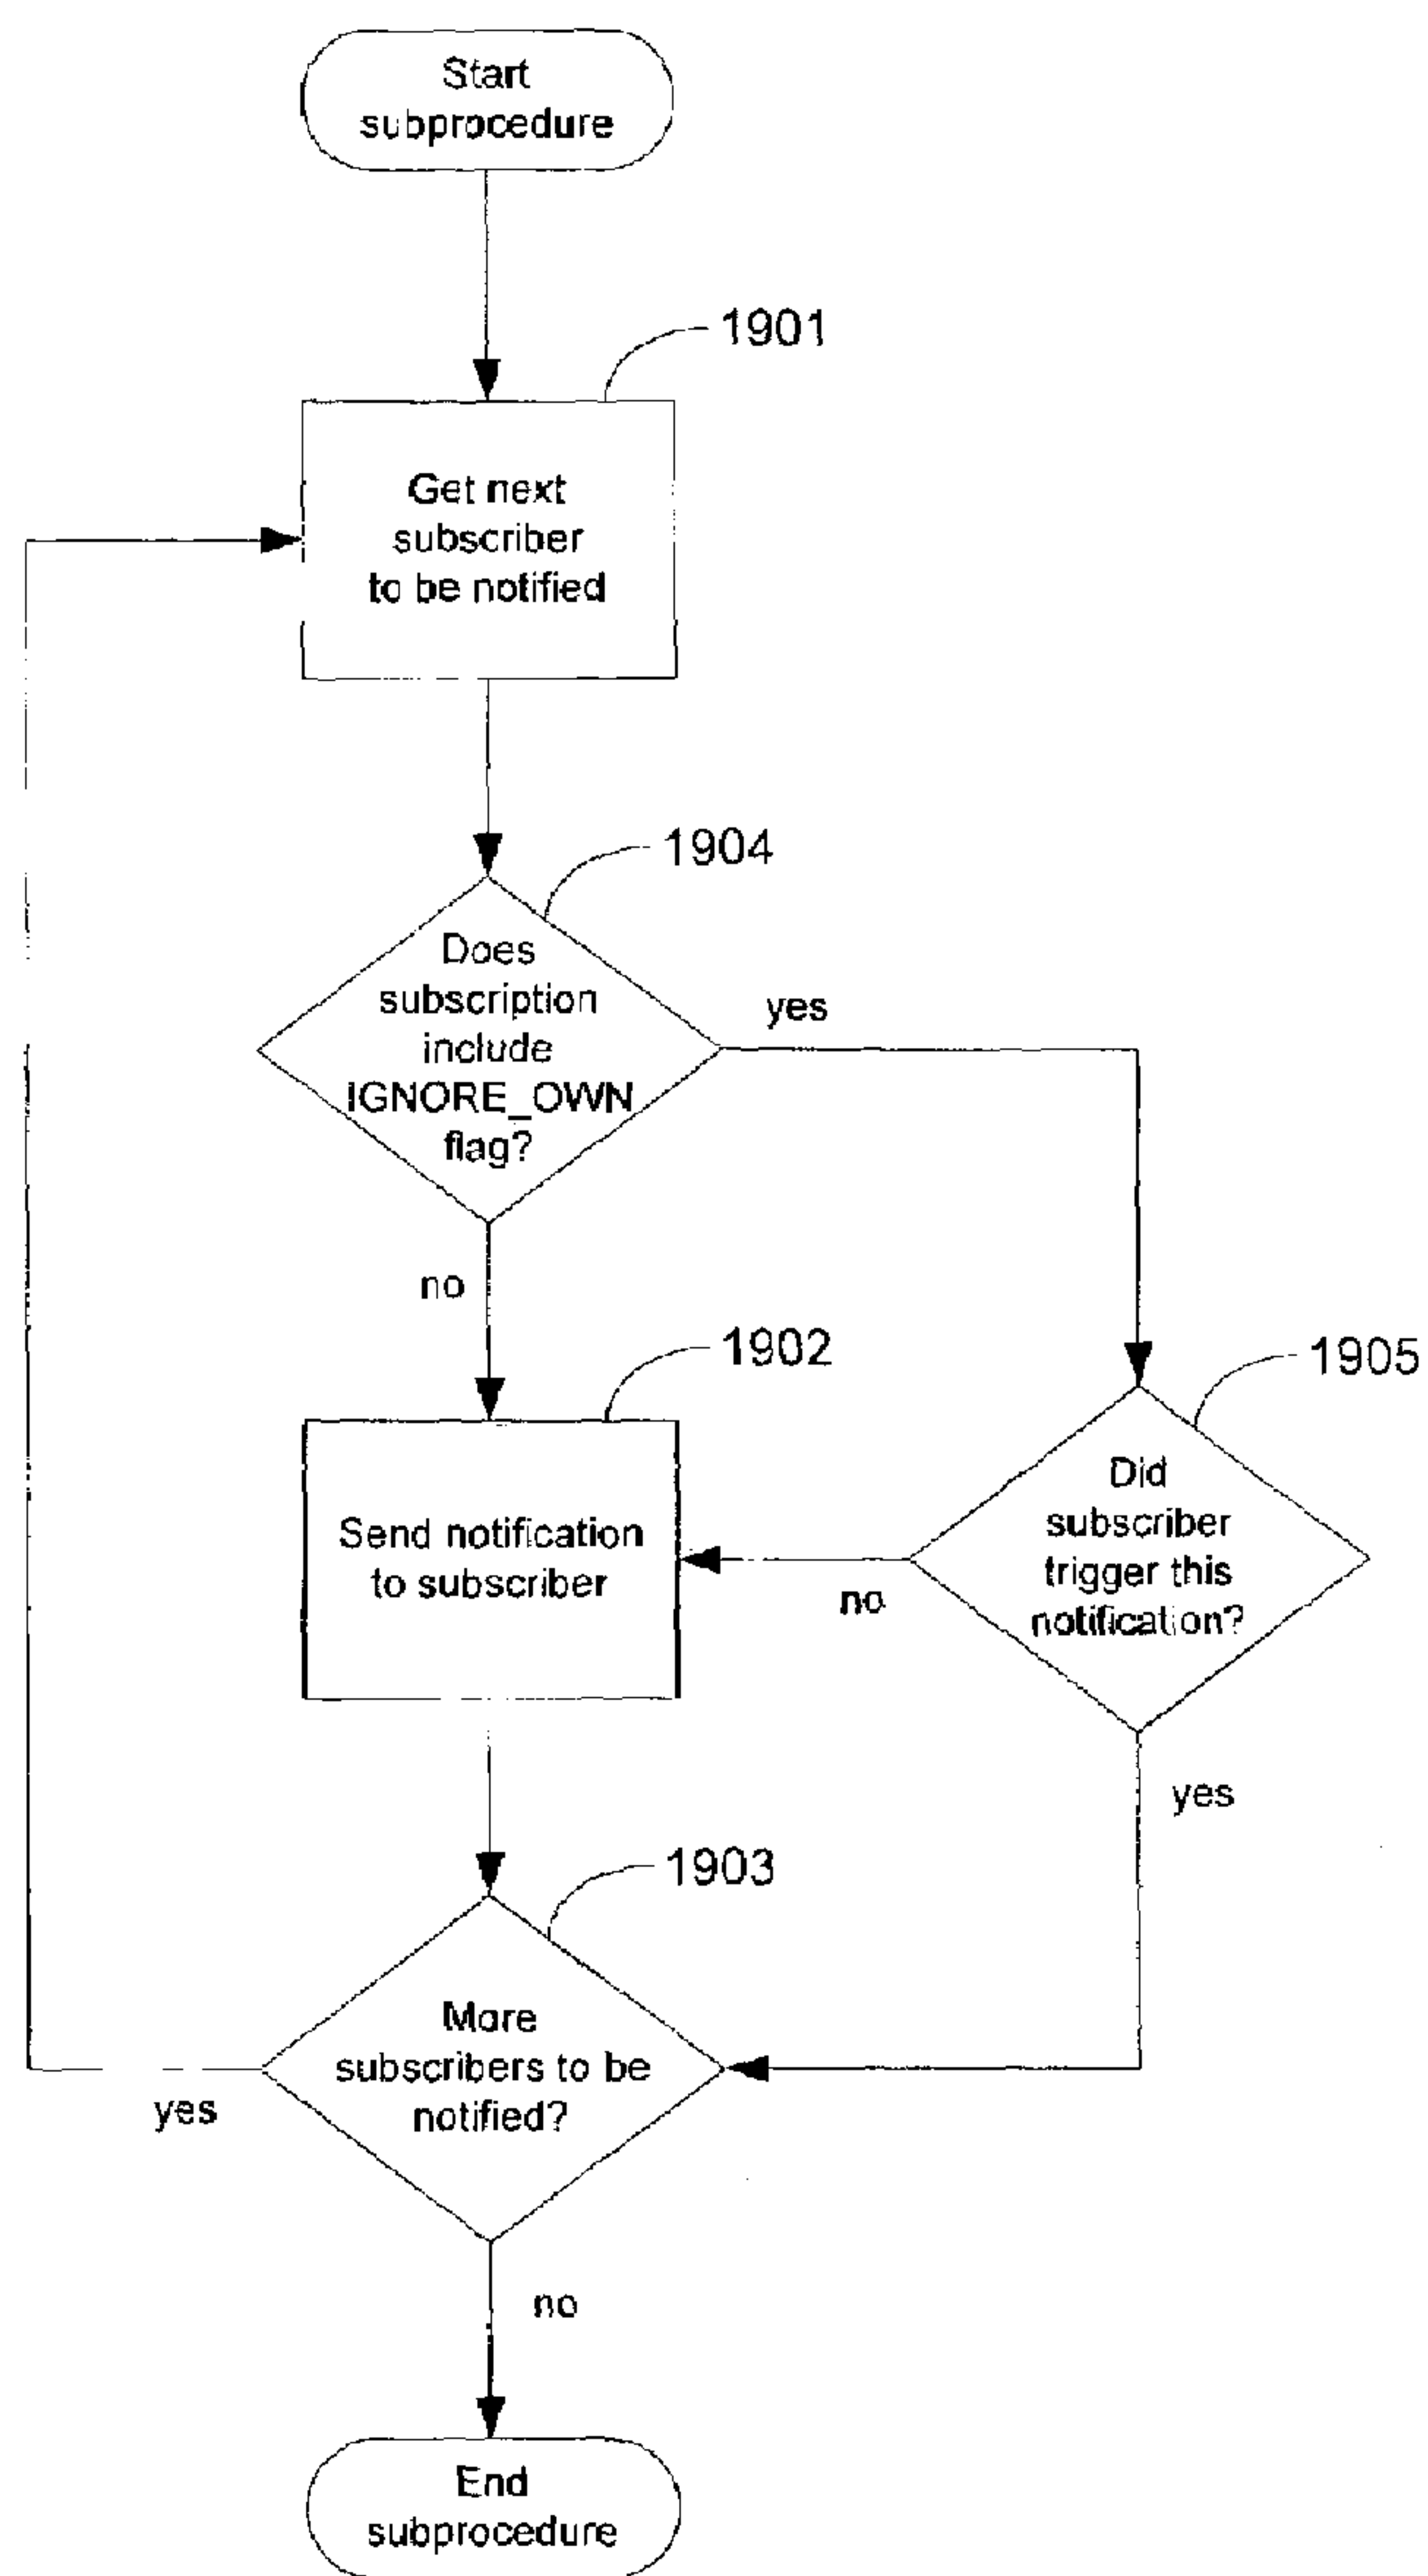 Start
subprocedure
1901
Get next
subscriber
to be notified
1904
Does
subscription
include
IGNORE_OWN
flag?
yes
no
1902
Send notification
to subscriber
1905
Did
subscriber
trigger this
notification?
no
yes
1903
More
subscribers to be
notified?
yes
no
End
subprocedure